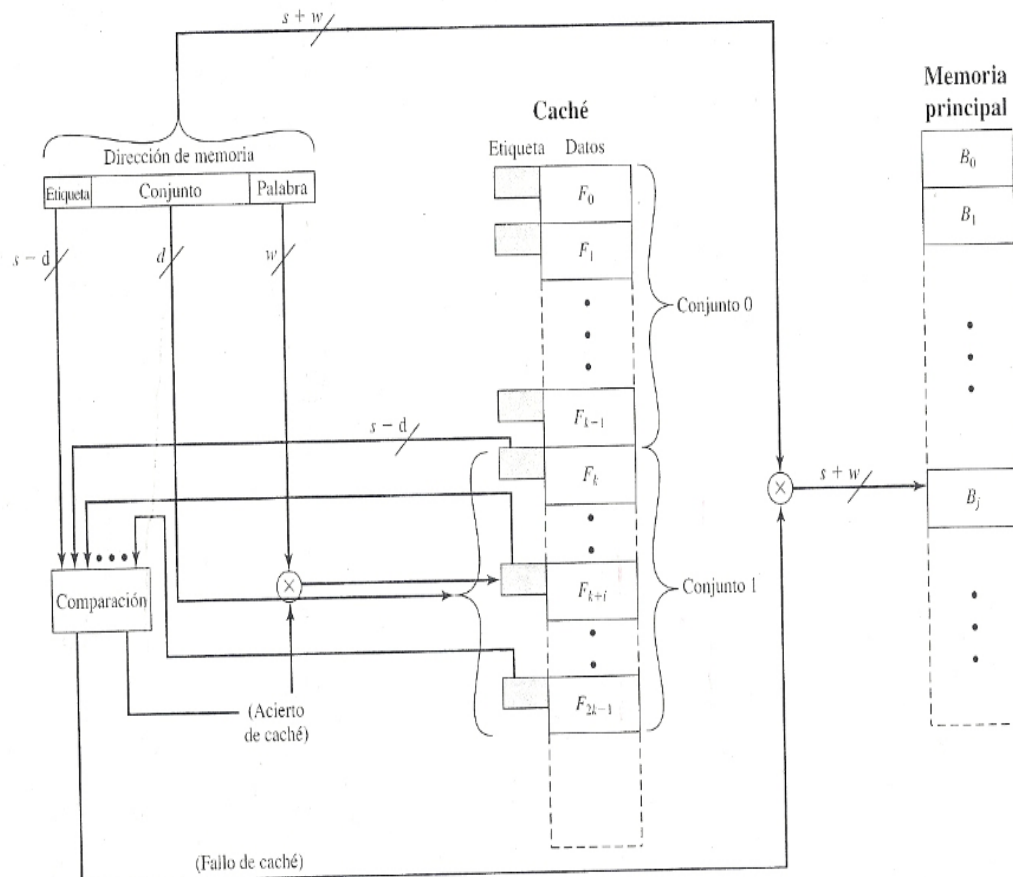 s + w
Memoria
principal
Caché
Dirección de memoria
Etiqueta Datos
Etiqueta Conjunto Palabra
B0
B1
F0
F1
s – d
d
w
Conjunto 0
Fk–1
s – d
Fk
s + w
Bj
Comparación
Fk+i
Conjunto 1
F2k–1
(Acierto
de caché)
(Fallo de caché)